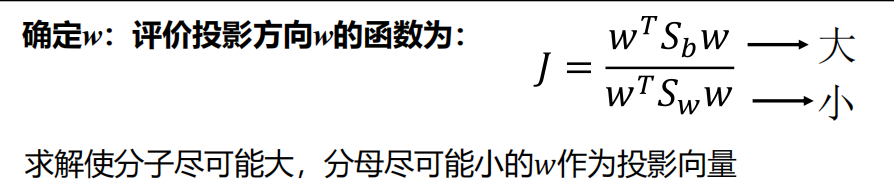 确定w：评价投影方向w的函数为：
J = \frac{w^T S_b w}{w^T S_w w} → 大 → 小
求解使分子尽可能大，分母尽可能小的w作为投影向量